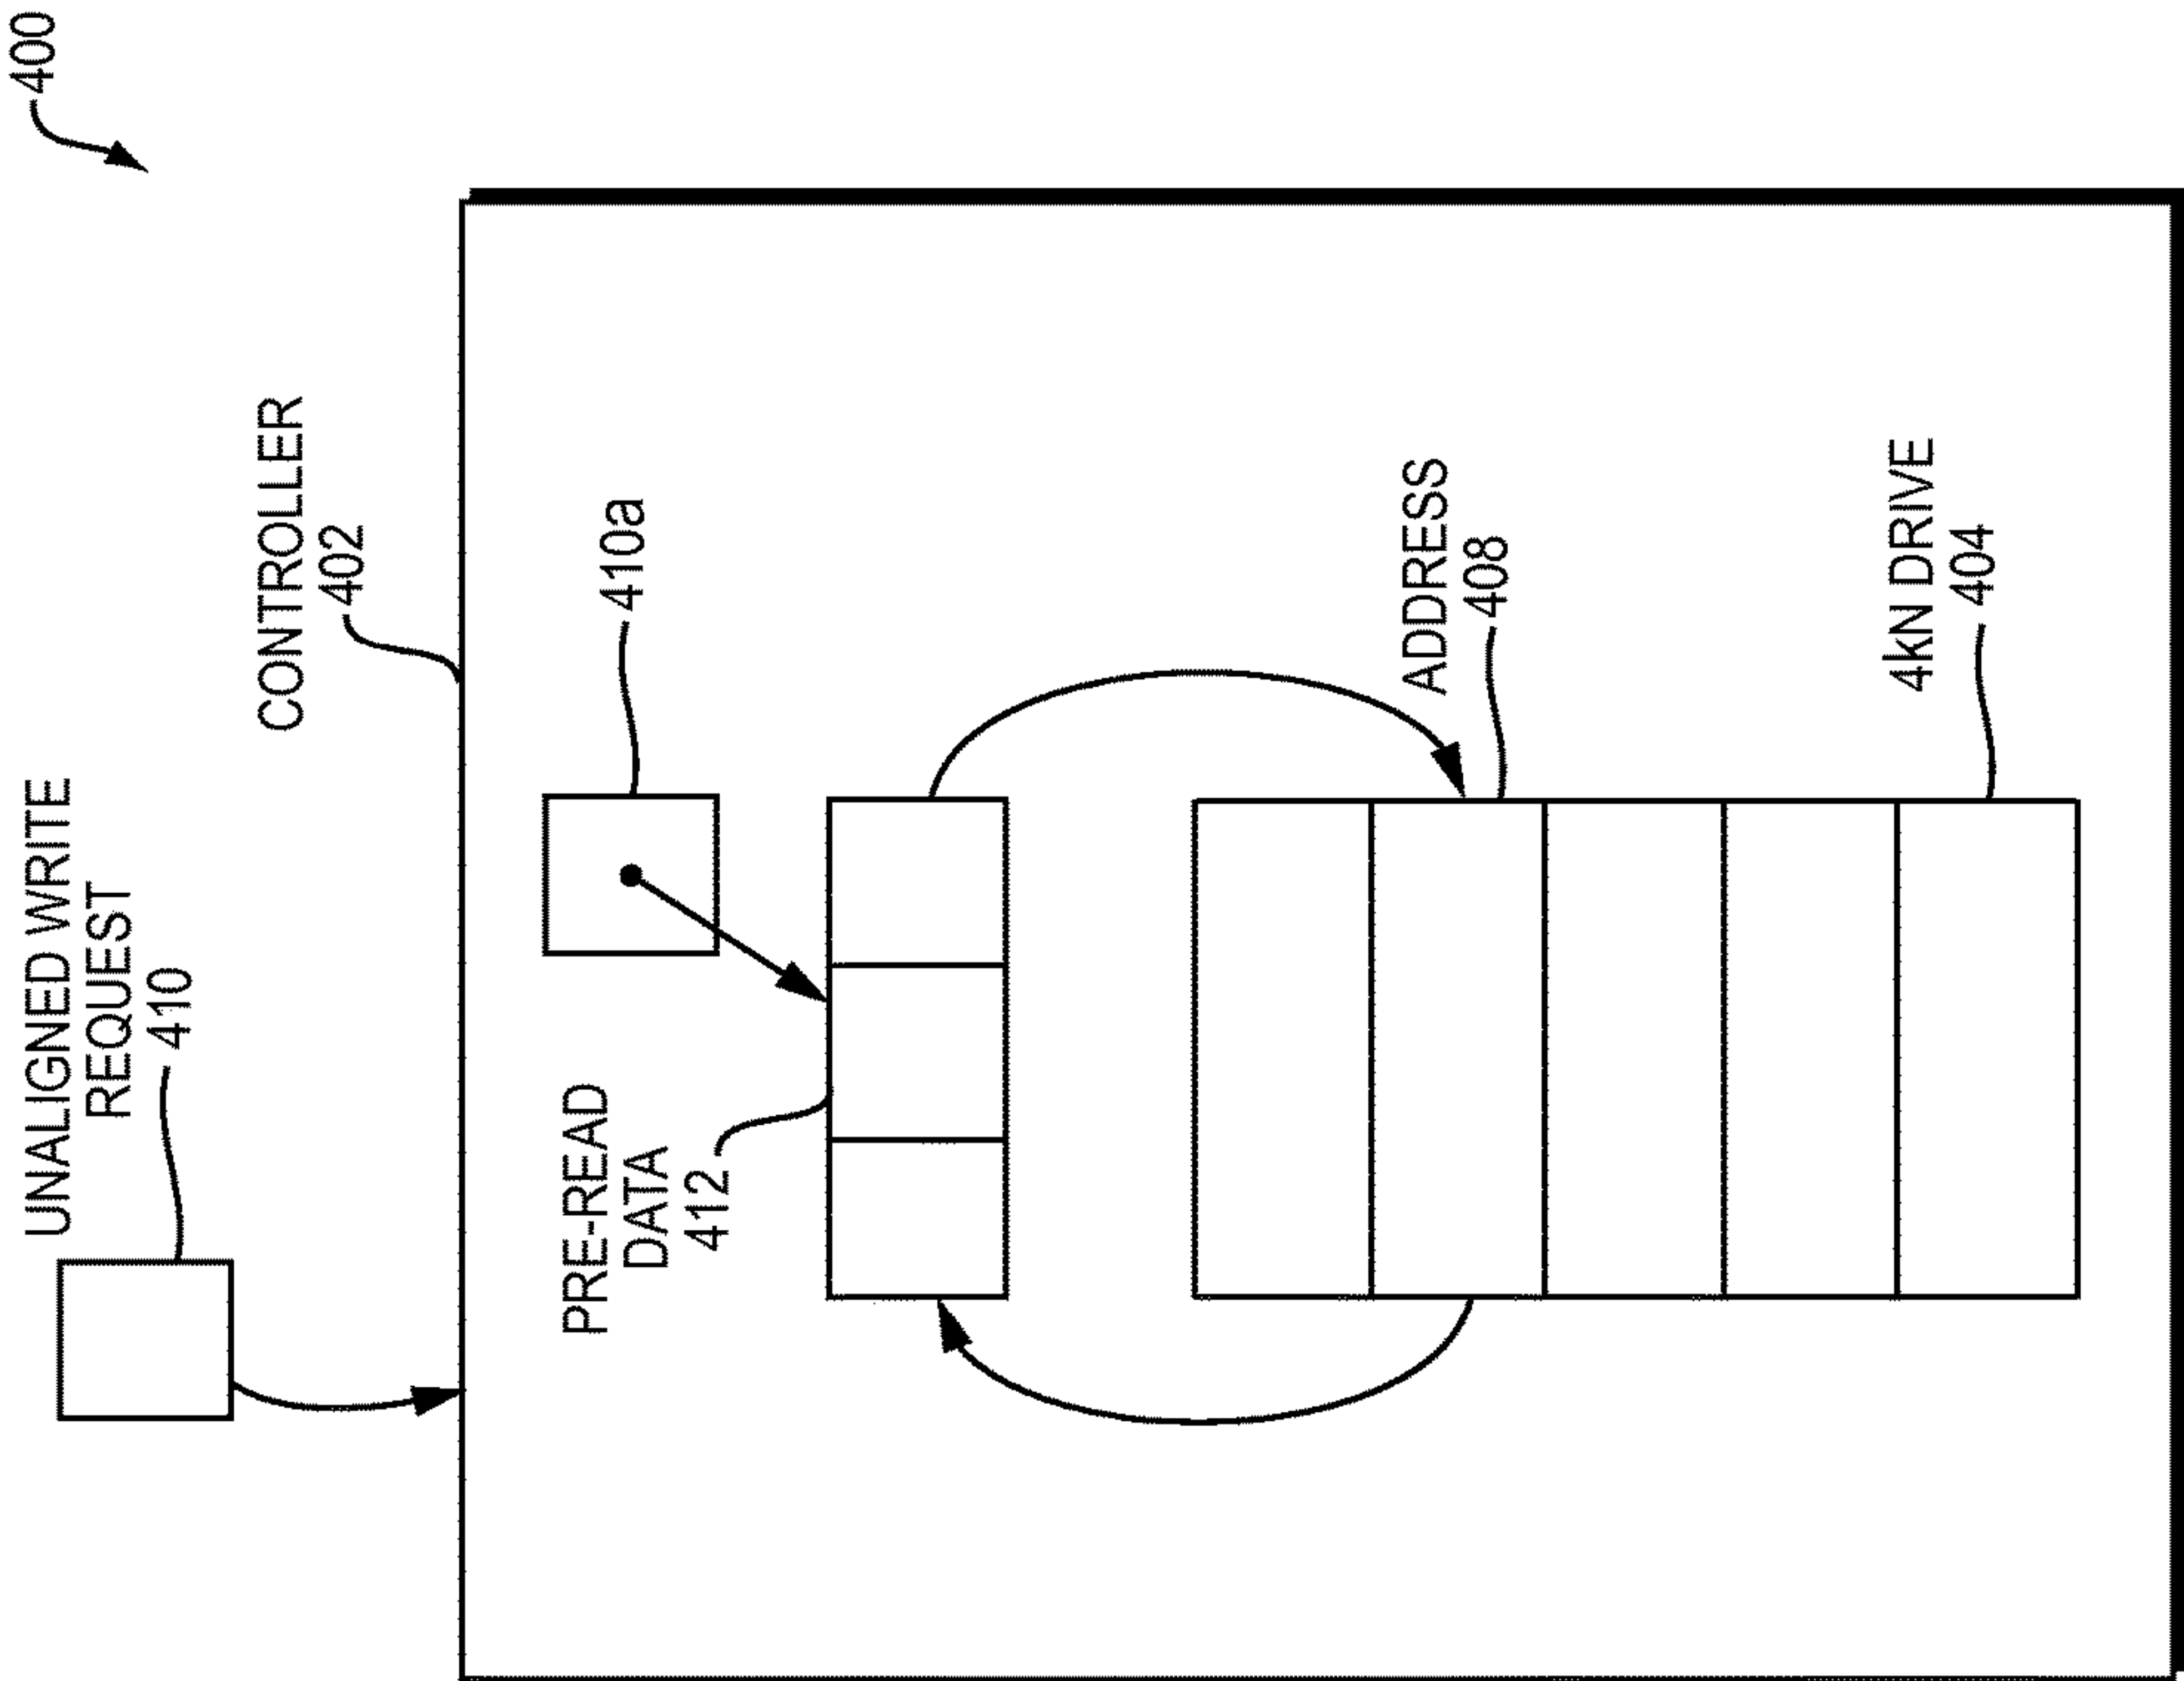 400
UNALIGNED WRITE
REQUEST
410
CONTROLLER
402
410a
PRE-READ
DATA
412
ADDRESS
408
4kN DRIVE
404